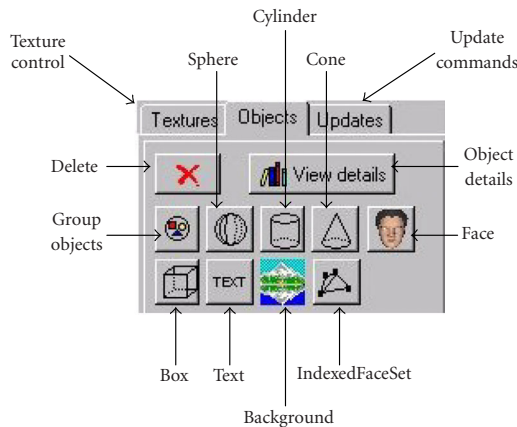 Cylinder
Texture
control
Sphere
Cone
Update
commands
Textures
Objects
Updates
Delete
View details
Object
details
Group
objects
Face
TEXT
Box
Text
IndexedFaceSet
Background